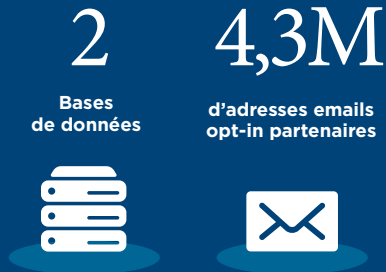 2
Bases
de données
4,3M
d’adresses emails
opt-in partenaires